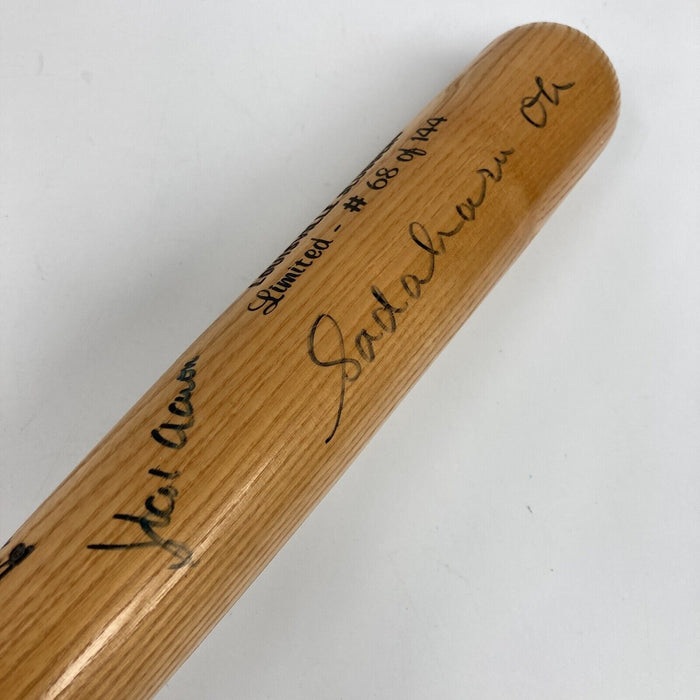 Limited - # 68 of 144
Sadaharu Oh
Hank Aaron